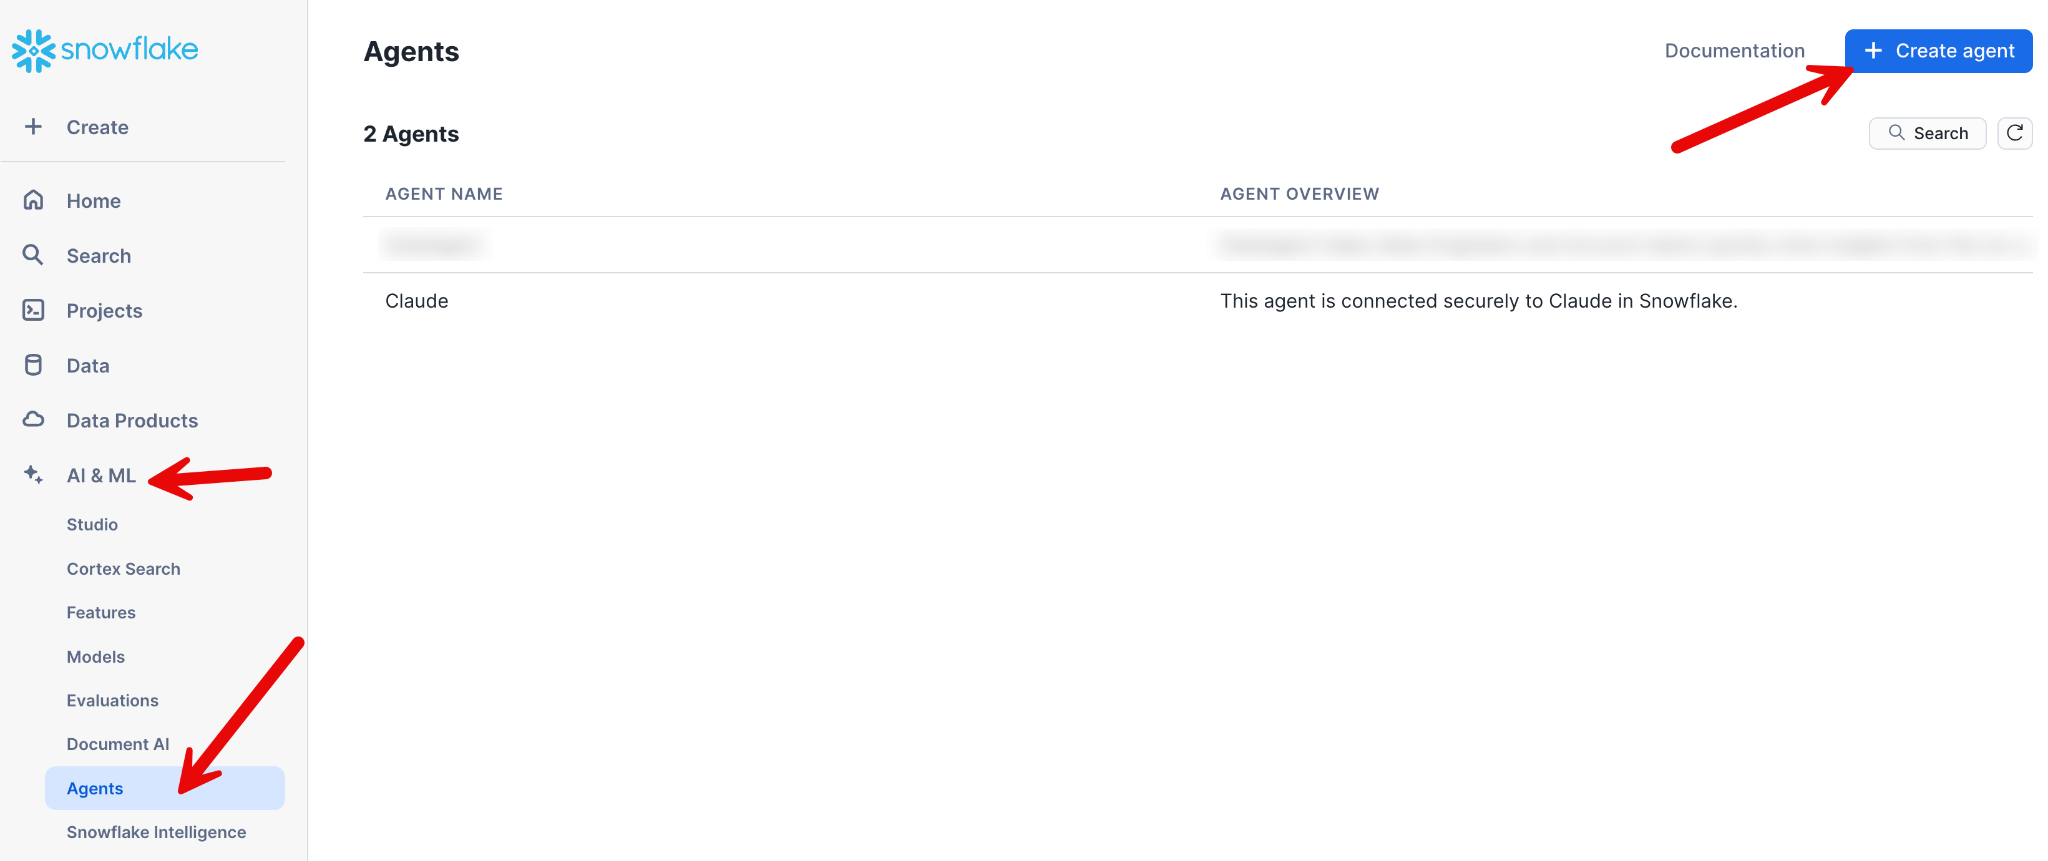 snowflake
Create
Home
Search
Projects
Data
Data Products
AI & ML
Studio
Cortex Search
Features
Models
Evaluations
Document AI
Agents
Snowflake Intelligence
Agents
Documentation
Create agent
2 Agents
Search
AGENT NAME
AGENT OVERVIEW
Claude
This agent is connected securely to Claude in Snowflake.